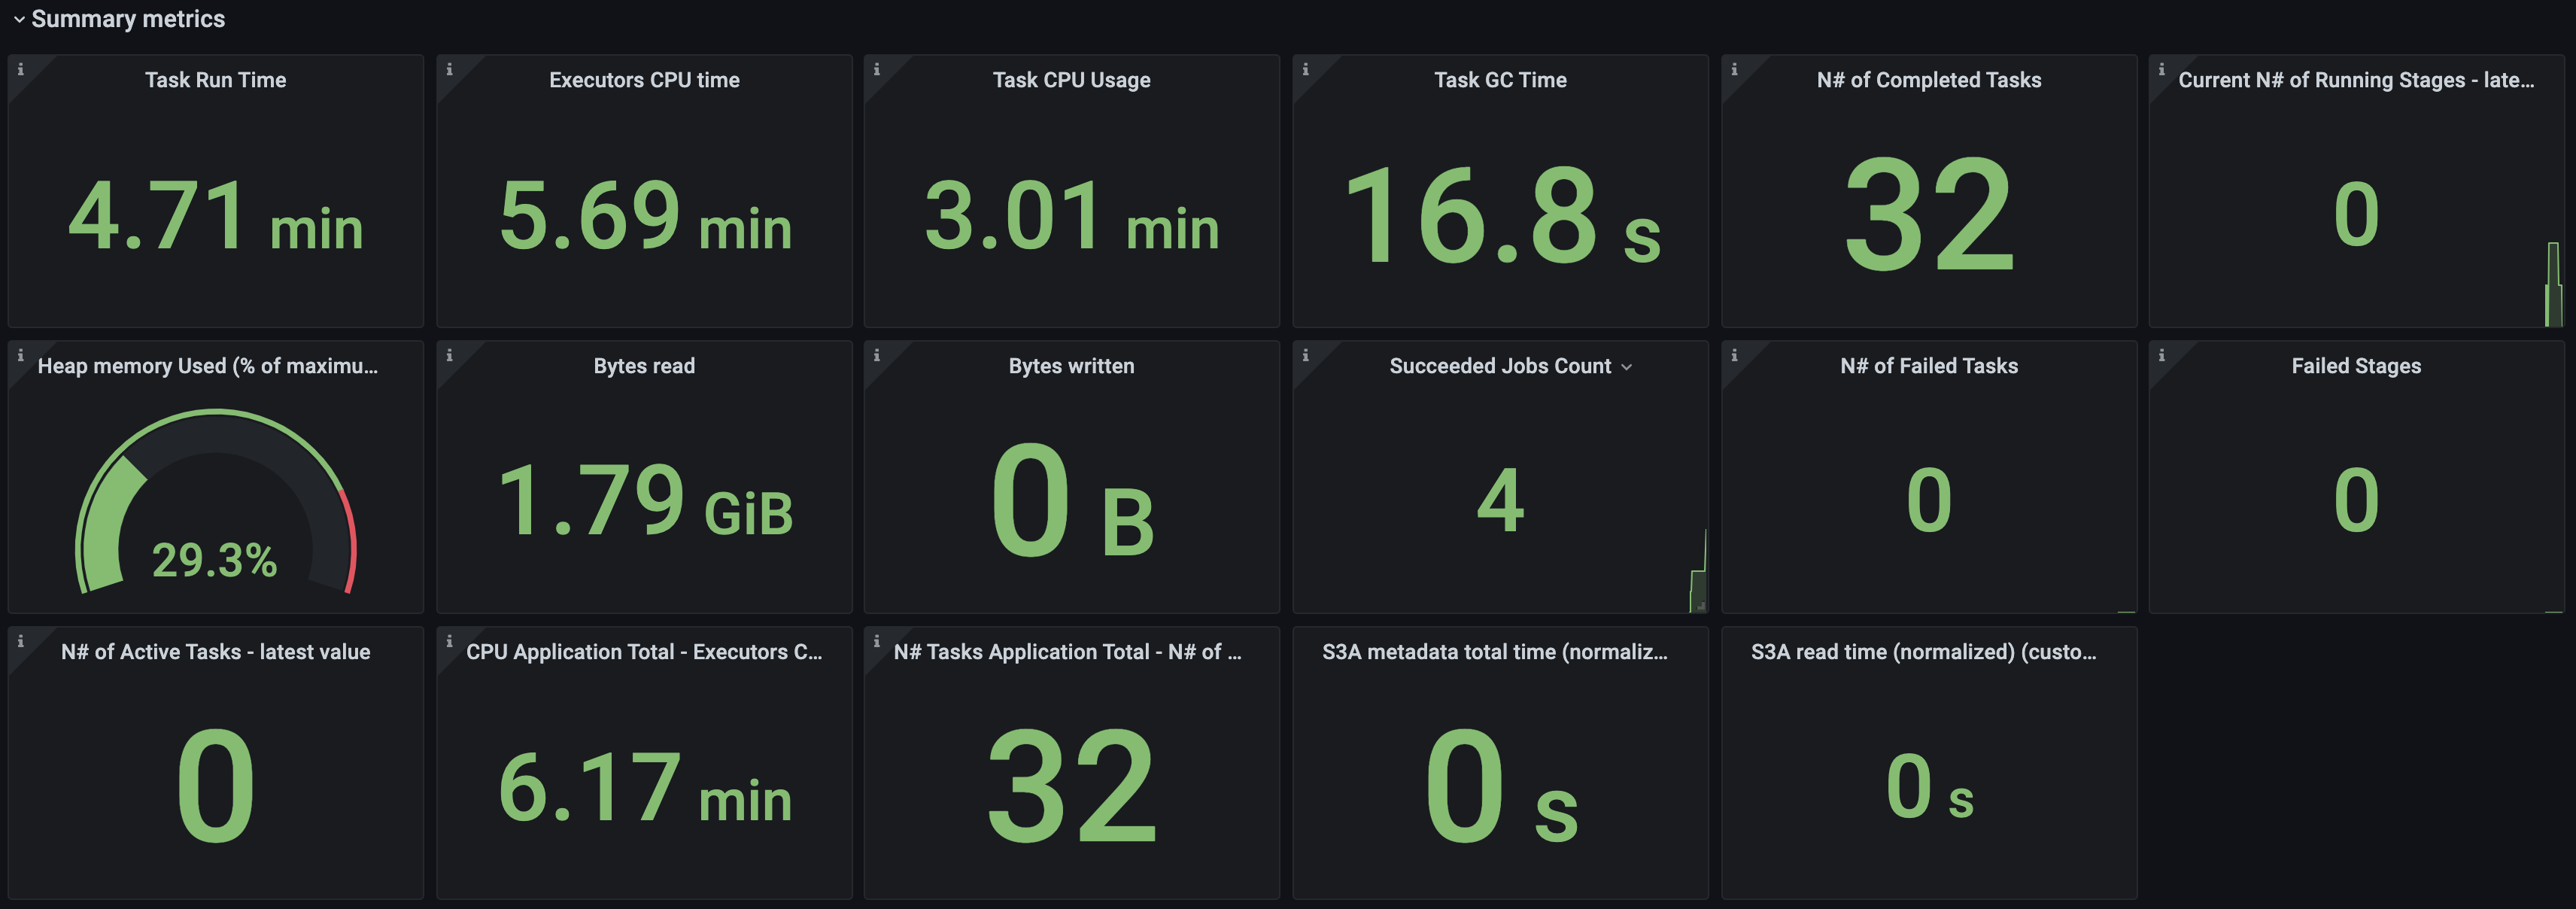 Summary metrics
Task Run Time
4.71 min
Executors CPU time
5.69 min
Task CPU Usage
3.01 min
Task GC Time
16.8 s
N# of Completed Tasks
32
Current N# of Running Stages - late...
0
Heap memory Used (% of maximu...
29.3%
Bytes read
1.79 GiB
Bytes written
0 B
Succeeded Jobs Count
4
N# of Failed Tasks
0
Failed Stages
0
N# of Active Tasks - latest value
0
CPU Application Total - Executors C...
6.17 min
N# Tasks Application Total - N# of ...
32
S3A metadata total time (normaliz...
0 s
S3A read time (normalized) (custo...
0 s